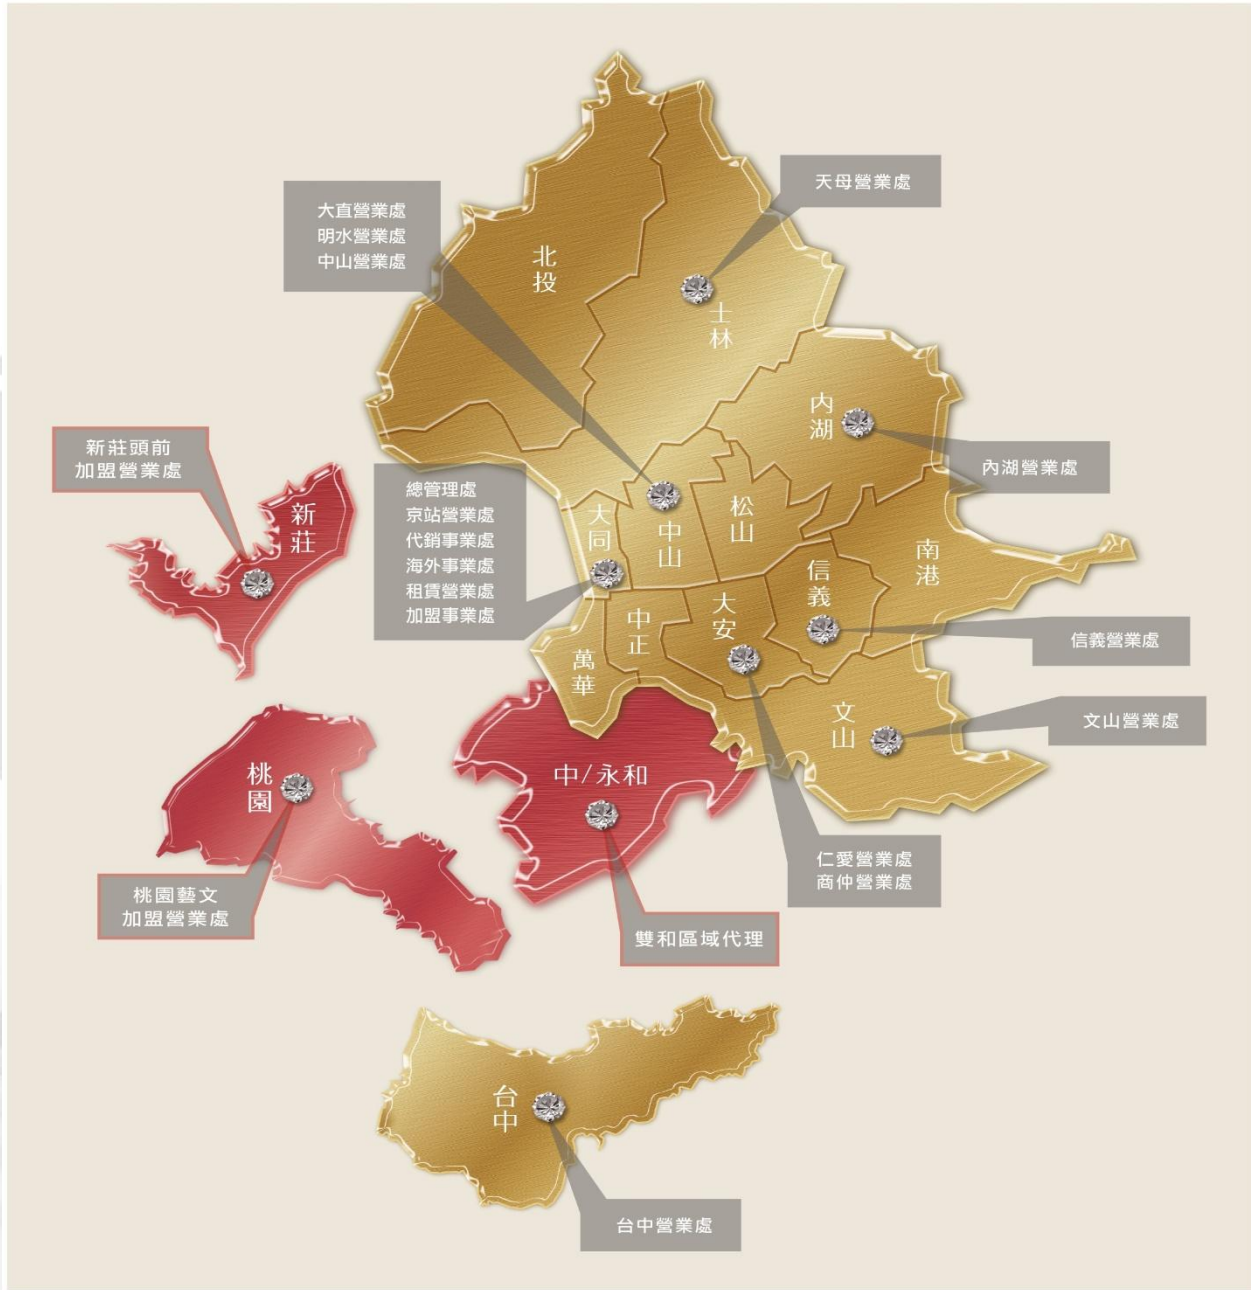 天母營業處
大直營業處
明水營業處
中山營業處
北投
士林
內湖
內湖營業處
新莊頭前
加盟營業處
新莊
總管理處
京站營業處
代銷事業處
海外事業處
租賃營業處
加盟事業處
大同
中山
松山
南港
信義
信義營業處
中正
大安
萬華
文山
文山營業處
桃園
中/永和
桃園藝文
加盟營業處
仁愛營業處
商仲營業處
雙和區域代理
台中
台中營業處